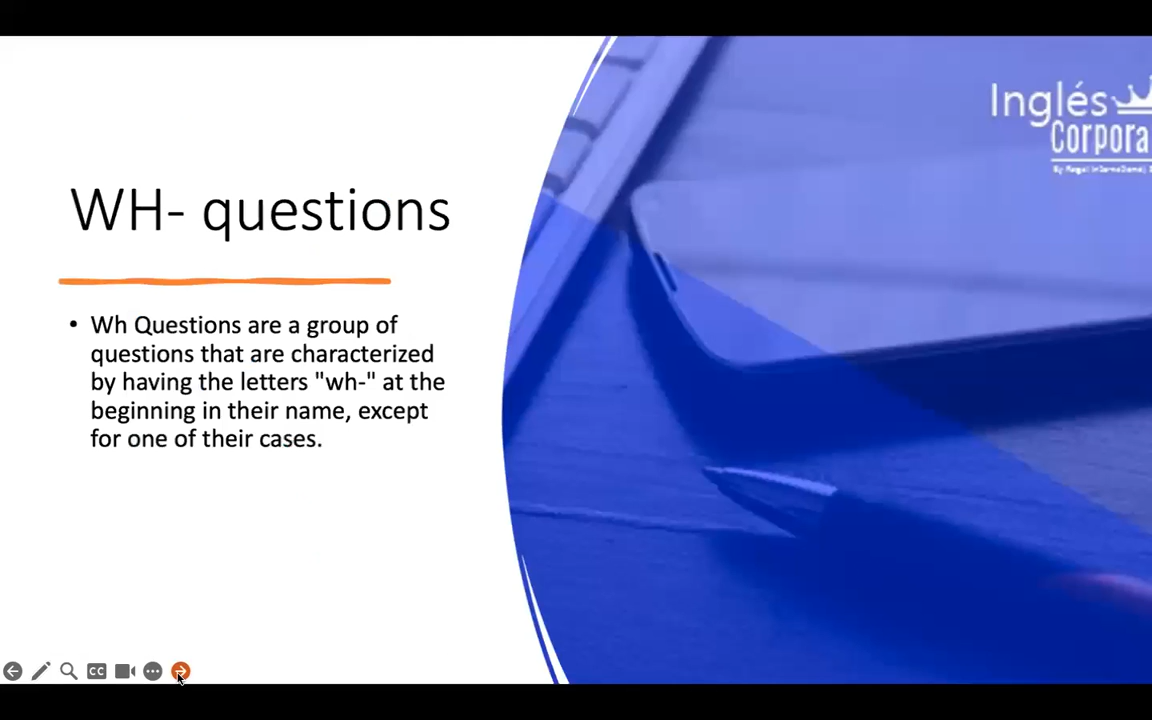 Inglés
Corpora
WH- questions
• Wh Questions are a group of
questions that are characterized
by having the letters "wh-" at the
beginning in their name, except
for one of their cases.
CC